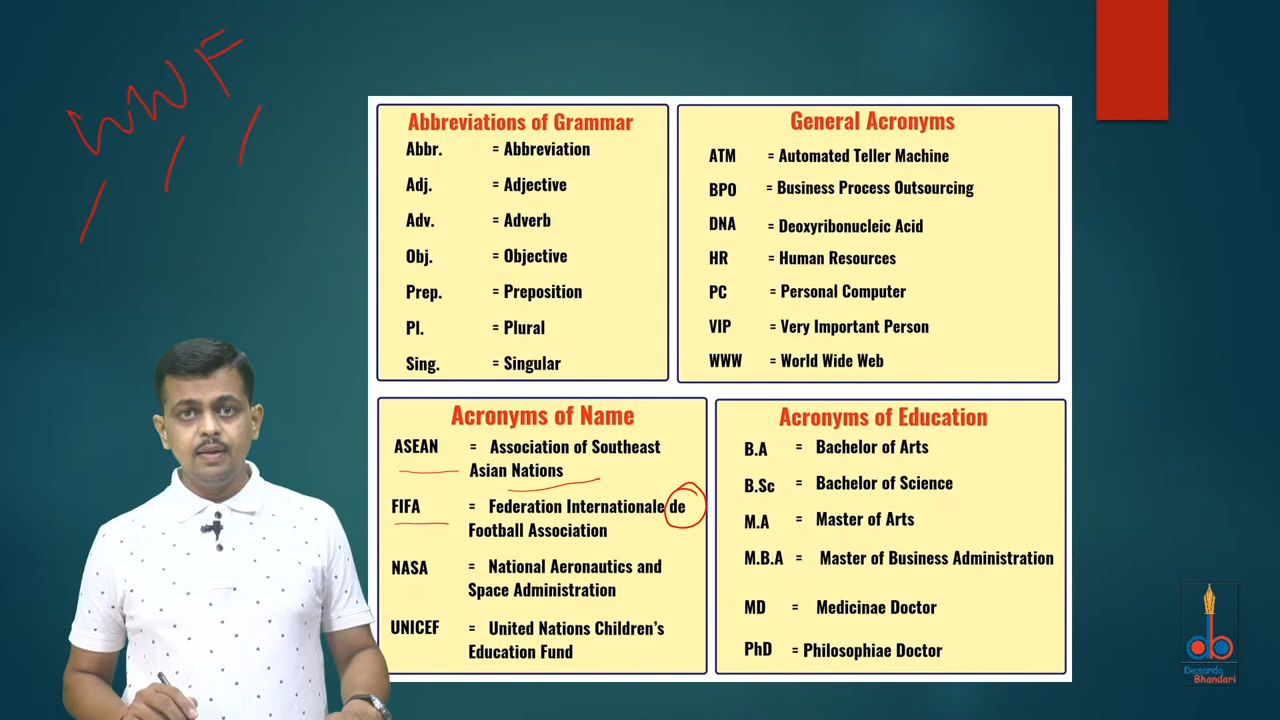 WWF
Abbreviations of Grammar
Abbr. = Abbreviation
Adj. = Adjective
Adv. = Adverb
Obj. = Objective
Prep. = Preposition
Pl. = Plural
Sing. = Singular
General Acronyms
ATM = Automated Teller Machine
BPO = Business Process Outsourcing
DNA = Deoxyribonucleic Acid
HR = Human Resources
PC = Personal Computer
VIP = Very Important Person
WWW = World Wide Web
Acronyms of Name
ASEAN = Association of Southeast
Asian Nations
FIFA = Federation Internationale de
Football Association
NASA = National Aeronautics and
Space Administration
UNICEF = United Nations Children's
Education Fund
Acronyms of Education
B.A = Bachelor of Arts
B.Sc = Bachelor of Science
M.A = Master of Arts
M.B.A = Master of Business Administration
MD = Medicinae Doctor
PhD = Philosophiae Doctor
db
Desarda
Bhandari